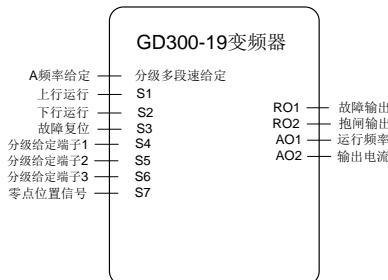 GD300-19变频器
A频率给定 分级多段速给定
上行运行 S1
下行运行 S2
故障复位 S3
分级给定端子1 S4
分级给定端子2 S5
分级给定端子3 S6
零点位置信号 S7
RO1 故障输出
RO2 抱闸输出
AO1 运行频率
AO2 输出电流